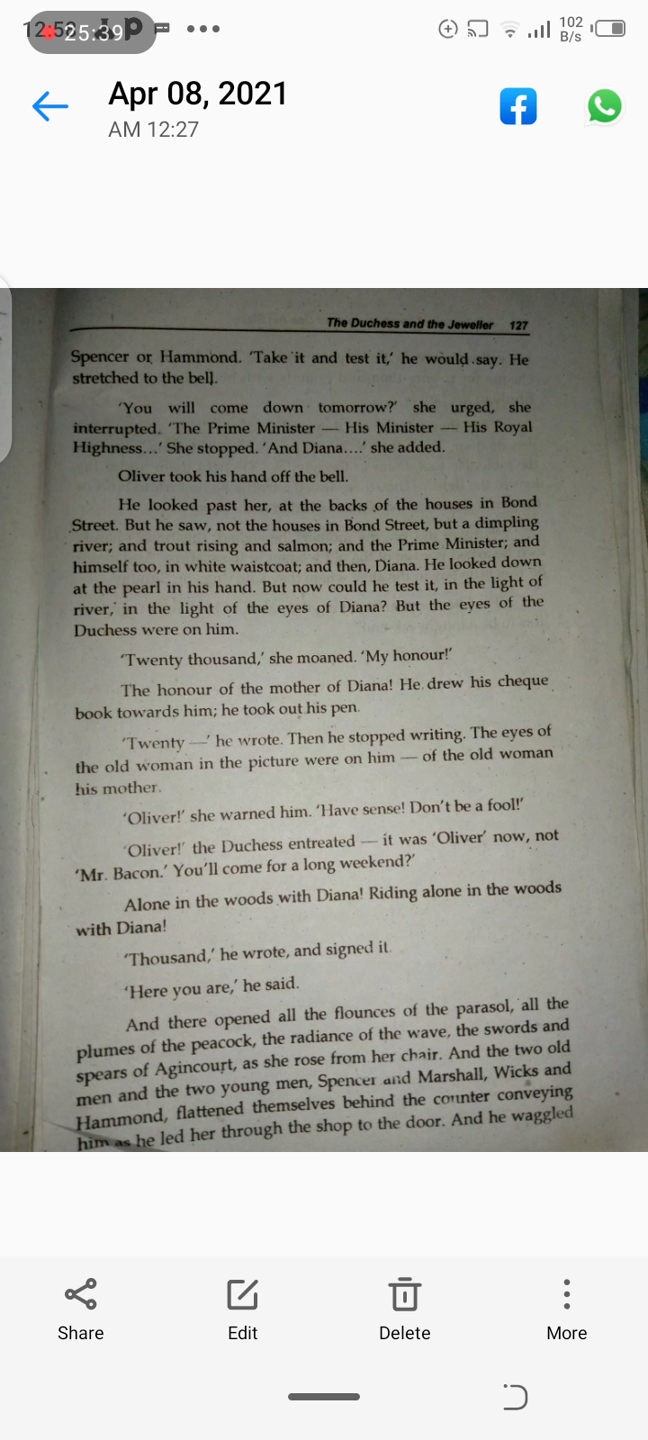 25:39
102
B/s
Apr 08, 2021
AM 12:27
The Duchess and the Jeweller 127
Spencer or Hammond. 'Take it and test it,' he would say. He
stretched to the bell.
'You will come down tomorrow?' she urged, she
interrupted. 'The Prime Minister — His Minister — His Royal
Highness...' She stopped. 'And Diana....' she added.
Oliver took his hand off the bell.
He looked past her, at the backs of the houses in Bond
Street. But he saw, not the houses in Bond Street, but a dimpling
river; and trout rising and salmon; and the Prime Minister; and
himself too, in white waistcoat; and then, Diana. He looked down
at the pearl in his hand. But now could he test it, in the light of
river, in the light of the eyes of Diana? But the eyes of the
Duchess were on him.
'Twenty thousand,' she moaned. 'My honour!'
The honour of the mother of Diana! He drew his cheque
book towards him; he took out his pen.
'Twenty —' he wrote. Then he stopped writing. The eyes of
the old woman in the picture were on him — of the old woman
his mother.
'Oliver!' she warned him. 'Have sense! Don't be a fool!'
'Oliver!' the Duchess entreated — it was 'Oliver' now, not
'Mr. Bacon.' You'll come for a long weekend?'
Alone in the woods with Diana! Riding alone in the woods
with Diana!
'Thousand,' he wrote, and signed it.
'Here you are,' he said.
And there opened all the flounces of the parasol, all the
plumes of the peacock, the radiance of the wave, the swords and
spears of Agincourt, as she rose from her chair. And the two old
men and the two young men, Spencer and Marshall, Wicks and
Hammond, flattened themselves behind the counter conveying
him as he led her through the shop to the door. And he waggled
Share Edit Delete More